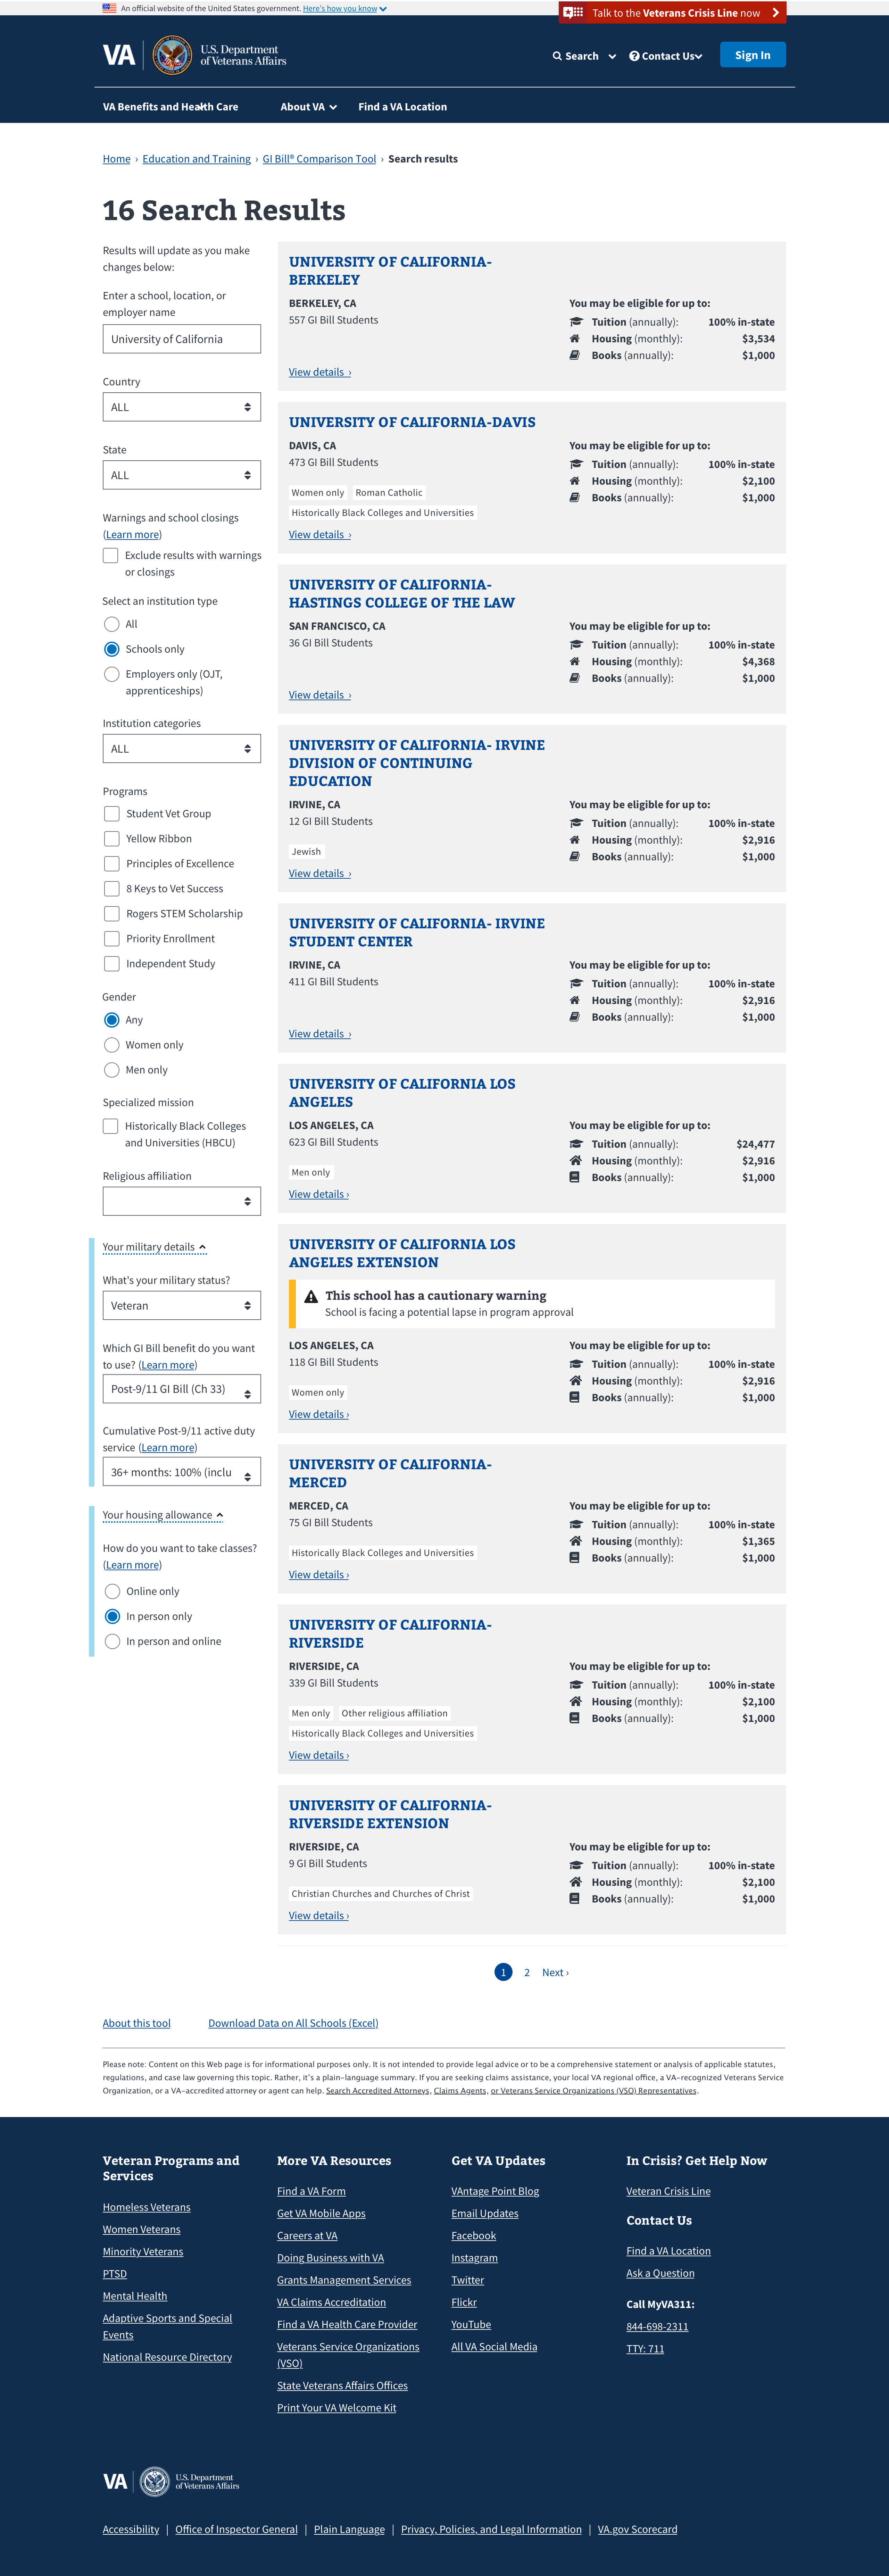 An official website of the United States government. Here's how you know
Talk to the Veterans Crisis Line now
VA
U.S. Department
of Veterans Affairs
Search
Contact Us
Sign In
VA Benefits and Health Care
About VA
Find a VA Location
Home › Education and Training › GI Bill® Comparison Tool › Search results
16 Search Results
Results will update as you make
changes below:
Enter a school, location, or
employer name
University of California
Country
ALL
State
ALL
Warnings and school closings
(Learn more)
Exclude results with warnings
or closings
Select an institution type
All
Schools only
Employers only (OJT,
apprenticeships)
Institution categories
ALL
Programs
Student Vet Group
Yellow Ribbon
Principles of Excellence
8 Keys to Vet Success
Rogers STEM Scholarship
Priority Enrollment
Independent Study
Gender
Any
Women only
Men only
Specialized mission
Historically Black Colleges
and Universities (HBCU)
Religious affiliation
Your military details
What's your military status?
Veteran
Which GI Bill benefit do you want
to use? (Learn more)
Post-9/11 GI Bill (Ch 33)
Cumulative Post-9/11 active duty
service (Learn more)
36+ months: 100% (inclu
Your housing allowance
How do you want to take classes?
(Learn more)
Online only
In person only
In person and online
UNIVERSITY OF CALIFORNIA-
BERKELEY
BERKELEY, CA
557 GI Bill Students
View details ›
You may be eligible for up to:
Tuition (annually): 100% in-state
Housing (monthly): $3,534
Books (annually): $1,000
UNIVERSITY OF CALIFORNIA-DAVIS
DAVIS, CA
473 GI Bill Students
Women only Roman Catholic
Historically Black Colleges and Universities
View details ›
You may be eligible for up to:
Tuition (annually): 100% in-state
Housing (monthly): $2,100
Books (annually): $1,000
UNIVERSITY OF CALIFORNIA-
HASTINGS COLLEGE OF THE LAW
SAN FRANCISCO, CA
36 GI Bill Students
View details ›
You may be eligible for up to:
Tuition (annually): 100% in-state
Housing (monthly): $4,368
Books (annually): $1,000
UNIVERSITY OF CALIFORNIA- IRVINE
DIVISION OF CONTINUING
EDUCATION
IRVINE, CA
12 GI Bill Students
Jewish
View details ›
You may be eligible for up to:
Tuition (annually): 100% in-state
Housing (monthly): $2,916
Books (annually): $1,000
UNIVERSITY OF CALIFORNIA- IRVINE
STUDENT CENTER
IRVINE, CA
411 GI Bill Students
View details ›
You may be eligible for up to:
Tuition (annually): 100% in-state
Housing (monthly): $2,916
Books (annually): $1,000
UNIVERSITY OF CALIFORNIA LOS
ANGELES
LOS ANGELES, CA
623 GI Bill Students
Men only
View details ›
You may be eligible for up to:
Tuition (annually): $24,477
Housing (monthly): $2,916
Books (annually): $1,000
UNIVERSITY OF CALIFORNIA LOS
ANGELES EXTENSION
This school has a cautionary warning
School is facing a potential lapse in program approval
LOS ANGELES, CA
118 GI Bill Students
Women only
View details ›
You may be eligible for up to:
Tuition (annually): 100% in-state
Housing (monthly): $2,916
Books (annually): $1,000
UNIVERSITY OF CALIFORNIA-
MERCED
MERCED, CA
75 GI Bill Students
Historically Black Colleges and Universities
View details ›
You may be eligible for up to:
Tuition (annually): 100% in-state
Housing (monthly): $1,365
Books (annually): $1,000
UNIVERSITY OF CALIFORNIA-
RIVERSIDE
RIVERSIDE, CA
339 GI Bill Students
Men only Other religious affiliation
Historically Black Colleges and Universities
View details ›
You may be eligible for up to:
Tuition (annually): 100% in-state
Housing (monthly): $2,100
Books (annually): $1,000
UNIVERSITY OF CALIFORNIA-
RIVERSIDE EXTENSION
RIVERSIDE, CA
9 GI Bill Students
Christian Churches and Churches of Christ
View details ›
You may be eligible for up to:
Tuition (annually): 100% in-state
Housing (monthly): $2,100
Books (annually): $1,000
1 2 Next ›
About this tool
Download Data on All Schools (Excel)
Please note: Content on this Web page is for informational purposes only. It is not intended to provide legal advice or to be a comprehensive statement or analysis of applicable statutes,
regulations, and case law governing this topic. Rather, it's a plain-language summary. If you are seeking claims assistance, your local VA regional office, a VA-recognized Veterans Service
Organization, or a VA-accredited attorney or agent can help. Search Accredited Attorneys, Claims Agents, or Veterans Service Organizations (VSO) Representatives.
Veteran Programs and
Services
Homeless Veterans
Women Veterans
Minority Veterans
PTSD
Mental Health
Adaptive Sports and Special
Events
National Resource Directory
More VA Resources
Find a VA Form
Get VA Mobile Apps
Careers at VA
Doing Business with VA
Grants Management Services
VA Claims Accreditation
Find a VA Health Care Provider
Veterans Service Organizations
(VSO)
State Veterans Affairs Offices
Print Your VA Welcome Kit
Get VA Updates
VAntage Point Blog
Email Updates
Facebook
Instagram
Twitter
Flickr
YouTube
All VA Social Media
In Crisis? Get Help Now
Veteran Crisis Line
Contact Us
Find a VA Location
Ask a Question
Call MyVA311:
844-698-2311
TTY: 711
VA
U.S. Department
of Veterans Affairs
Accessibility | Office of Inspector General | Plain Language | Privacy, Policies, and Legal Information | VA.gov Scorecard